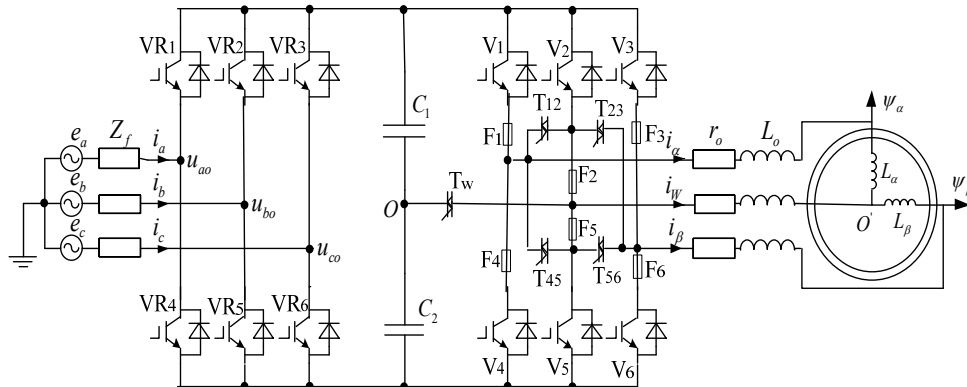 VR1 VR2 VR3 V1 V2 V3
T12 T23
C1 F1 F3
ea Zf ia uao iα ro Lo ψα
F2 Lα
eb ib ubo O Tw iW ψ
F5 O' Lβ
ec ic uco iβ
F4 T45 T56 F6
VR4 VR5 VR6 C2
V4 V5 V6